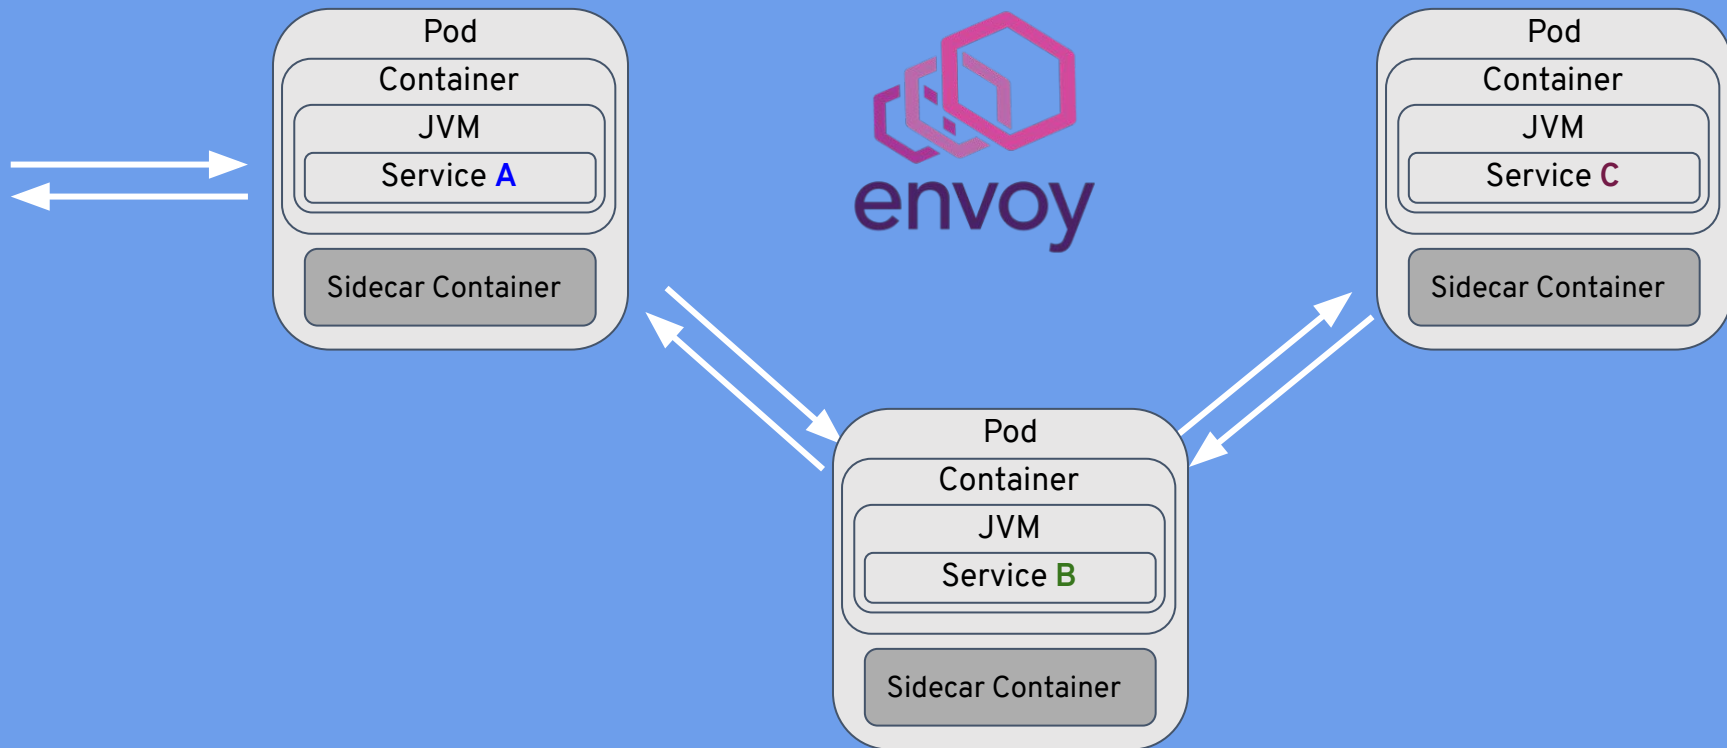 Pod
Container
JVM
Service A
Sidecar Container
envoy
Pod
Container
JVM
Service C
Sidecar Container
Pod
Container
JVM
Service B
Sidecar Container